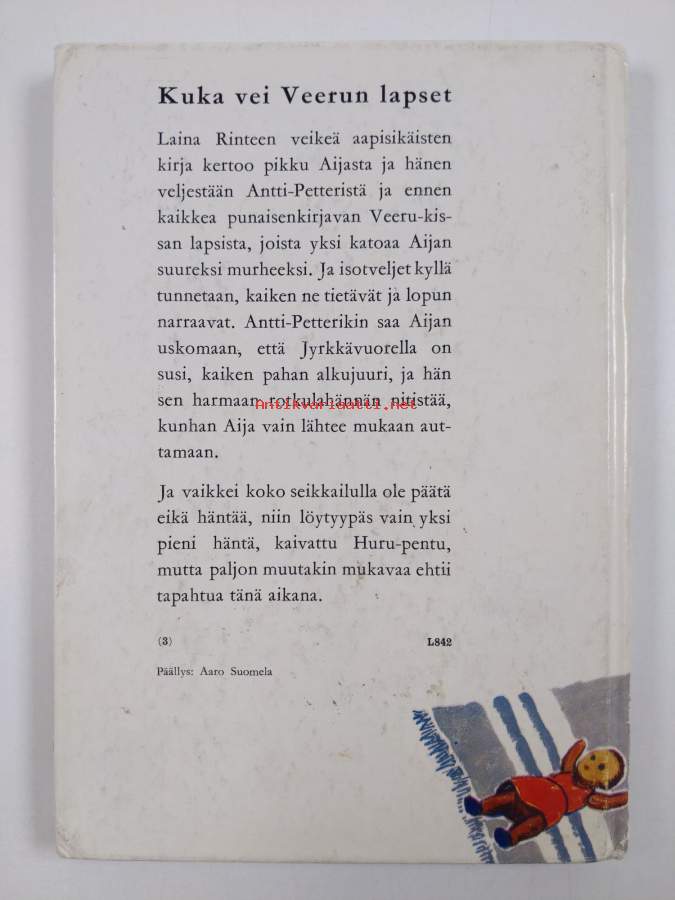 Kuka vei Veerun lapset
Laina Rinteen veikeä aapisikäisten
kirja kertoo pikku Aijasta ja hänen
veljestään Antti-Petteristä ja ennen
kaikkea punaisenkirjavan Veeru-kis-
san lapsista, joista yksi katoaa Aijan
suureksi murheeksi. Ja isotveljet kyllä
tunnetaan, kaiken ne tietävät ja lopun
narraavat. Antti-Petterikin saa Aijan
uskomaan, että Jyrkkävuorella on
susi, kaiken pahan alkujuuri, ja hän
sen harmaan rotkulahännän nitistää,
Antikvariaatti.net
kunhan Aija vain lähtee mukaan aut-
tamaan.
Ja vaikkei koko seikkailulla ole päätä
eikä häntää, niin löytyypäs vain yksi
pieni häntä, kaivattu Huru-pentu,
mutta paljon muutakin mukavaa ehtii
tapahtua tänä aikana.
(3) L842
Päällys: Aaro Suomela